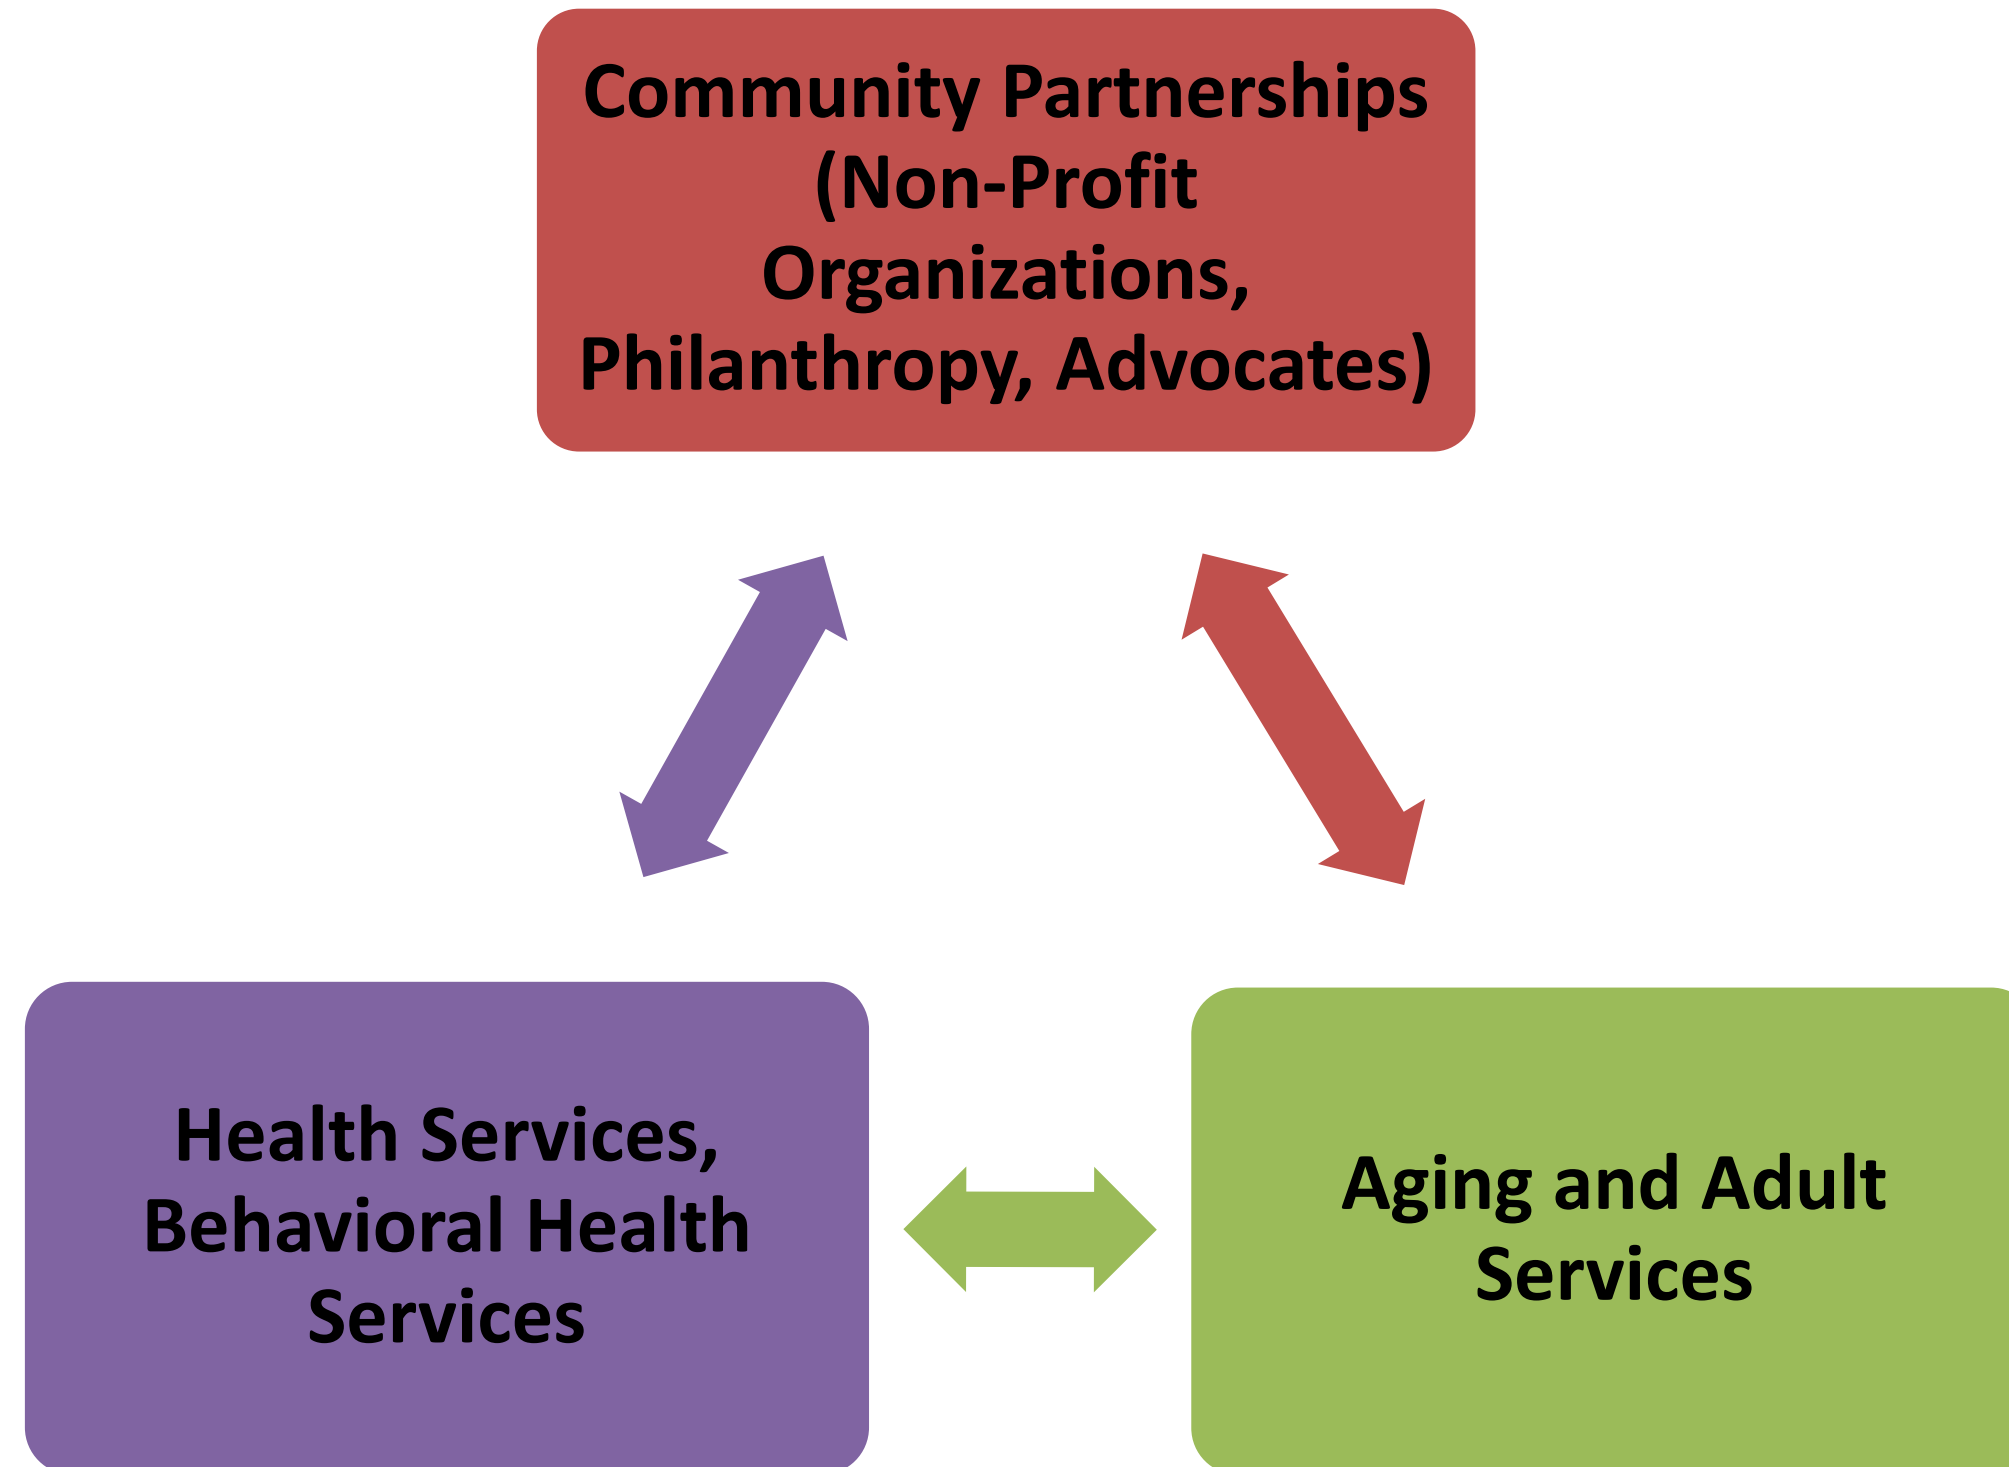 Community Partnerships
(Non-Profit
Organizations,
Philanthropy, Advocates)
Health Services,
Behavioral Health
Services
Aging and Adult
Services